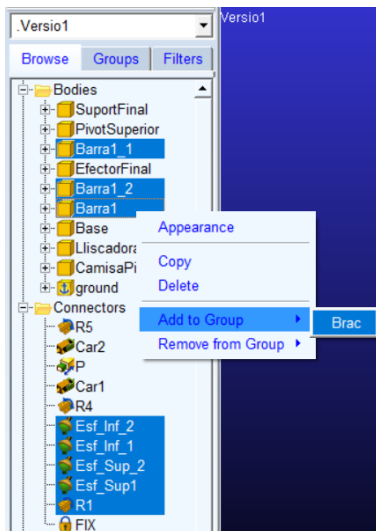 .Versio1
Versio1
Browse Groups Filters
Bodies
SuportFinal
PivotSuperior
Barra1_1
EfectorFinal
Barra1_2
Barra1
Base
Lliscadora
CamisaPi
ground
Appearance
Copy
Delete
Add to Group
Remove from Group
Brac
Connectors
R5
Car2
P
Car1
R4
Esf_Inf_2
Esf_Inf_1
Esf_Sup_2
Esf_Sup1
R1
FIX